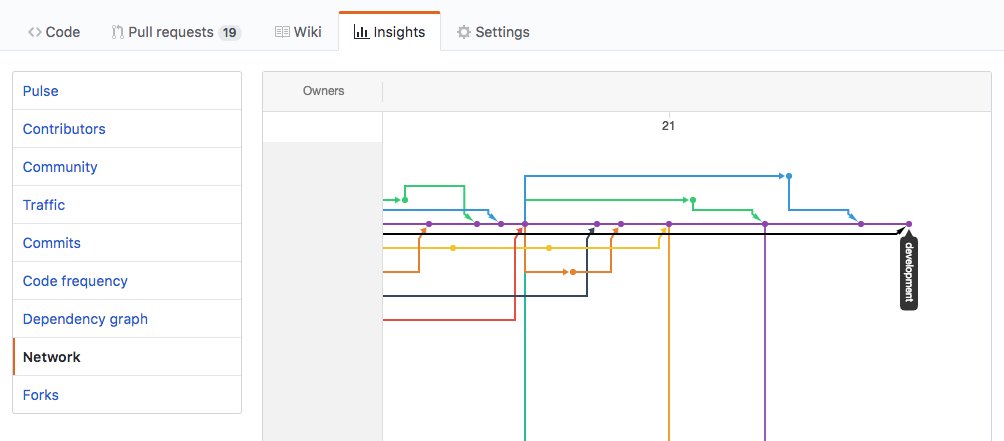 Code Pull requests 19 Wiki Insights Settings
Pulse
Contributors
Community
Traffic
Commits
Code frequency
Dependency graph
Network
Forks
Owners
21
development